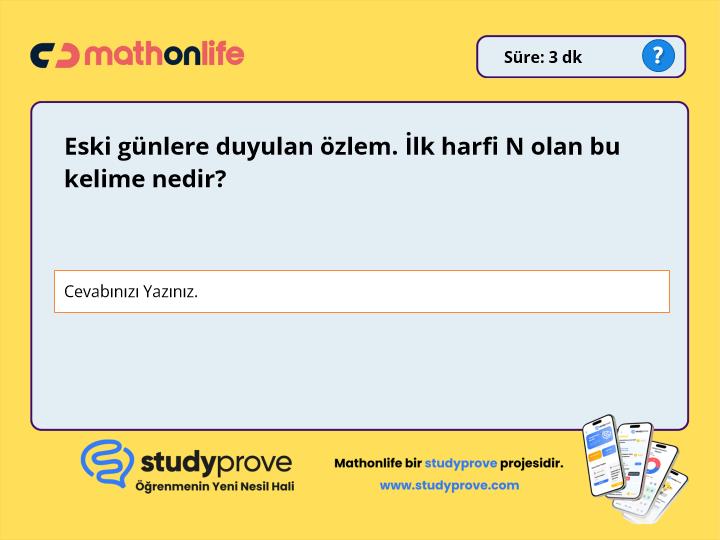 mathonlife
Süre: 3 dk
?
Eski günlere duyulan özlem. İlk harfi N olan bu
kelime nedir?
Cevabınızı Yazınız.
studyprove
Öğrenmenin Yeni Nesil Hali
Mathonlife bir studyprove projesidir.
www.studyprove.com
studyprove